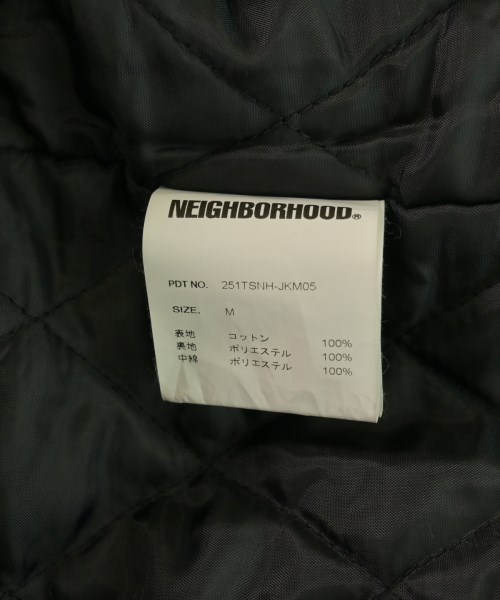 NEIGHBORHOOD®
PDT NO. 251TSNH-JKM05
SIZE. M
表地 コットン 100%
裏地 ポリエステル 100%
中綿 ポリエステル 100%